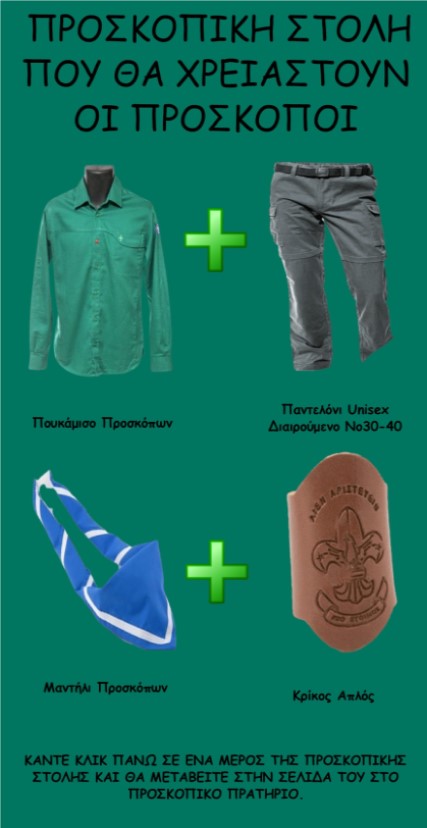 ΠΡΟΣΚΟΠΙΚΗ ΣΤΟΛΗ
ΠΟΥ ΘΑ ΧΡΕΙΑΣΤΟΥΝ
ΟΙ ΠΡΟΣΚΟΠΟΙ
Πουκάμισο Προσκόπων
Παντελόνι Unisex
Διαιρούμενο Νο30-40
ΑΙΕΝ ΑΡΙΣΤΕΥΕΙΝ
ΕΣΟ ΕΤΟΙΜΟΣ
Μαντήλι Προσκόπων
Κρίκος Απλός
ΚΑΝΤΕ ΚΛΙΚ ΠΑΝΩ ΣΕ ΕΝΑ ΜΕΡΟΣ ΤΗΣ ΠΡΟΣΚΟΠΙΚΗΣ
ΣΤΟΛΗΣ ΚΑΙ ΘΑ ΜΕΤΑΒΕΙΤΕ ΣΤΗΝ ΣΕΛΙΔΑ ΤΟΥ ΣΤΟ
ΠΡΟΣΚΟΠΙΚΟ ΠΡΑΤΗΡΙΟ.